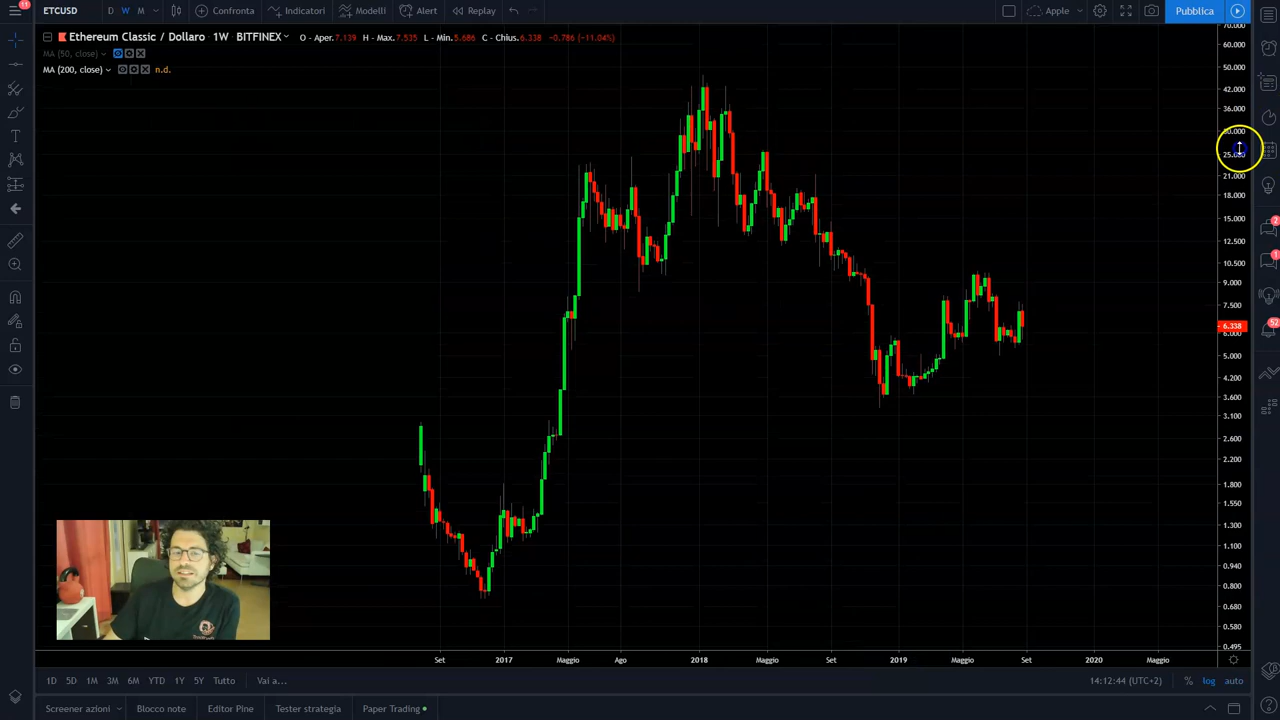 11
ETCUSD
D W M
Confronta
Indicatori
Modelli
Alert
Replay
Apple
Pubblica
Ethereum Classic / Dollaro 1W BITFINEX
O - Aper. 7.139 H - Max. 7.535 L - Min. 5.686 C - Chius. 6.338 -0.786 (-11.04%)
MA (50, close)
MA (200, close) n.d.
70.000
60.000
50.000
42.000
36.000
30.000
25.000
21.000
18.000
15.000
12.500
10.500
9.000
7.500
6.338
6.000
5.000
4.200
3.600
3.100
2.600
2.200
1.800
1.550
1.300
1.100
0.940
0.800
0.680
0.580
0.495
2
1
52
Set 2017 Maggio Ago 2018 Maggio Set 2019 Maggio Set 2020 Maggio
1D 5D 1M 3M 6M YTD 1Y 5Y Tutto Vai a...
14:12:44 (UTC+2) % log auto
Screener azioni Blocco note Editor Pine Tester strategia Paper Trading